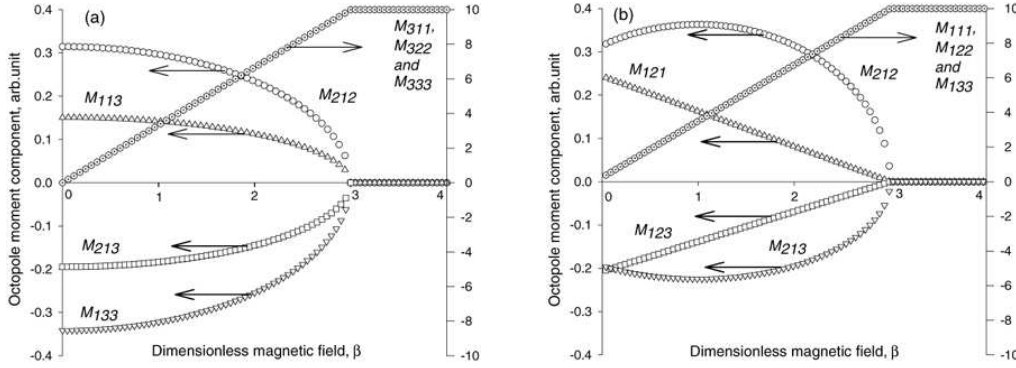 (a)
Octopole moment component, arb.unit
0.4
0.3
0.2
0.1
0.0
-0.1
-0.2
-0.3
-0.4
M113
M212
M311,
M322
and
M333
M213
M133
0
1
2
3
4
10
8
6
4
2
0
-2
-4
-6
-8
-10
Dimensionless magnetic field, β
(b)
Octopole moment component, arb.unit
0.4
0.3
0.2
0.1
0.0
-0.1
-0.2
-0.3
-0.4
M121
M212
M111,
M122
and
M133
M123
M213
0
1
2
3
4
10
8
6
4
2
0
-2
-4
-6
-8
-10
Dimensionless magnetic field, β